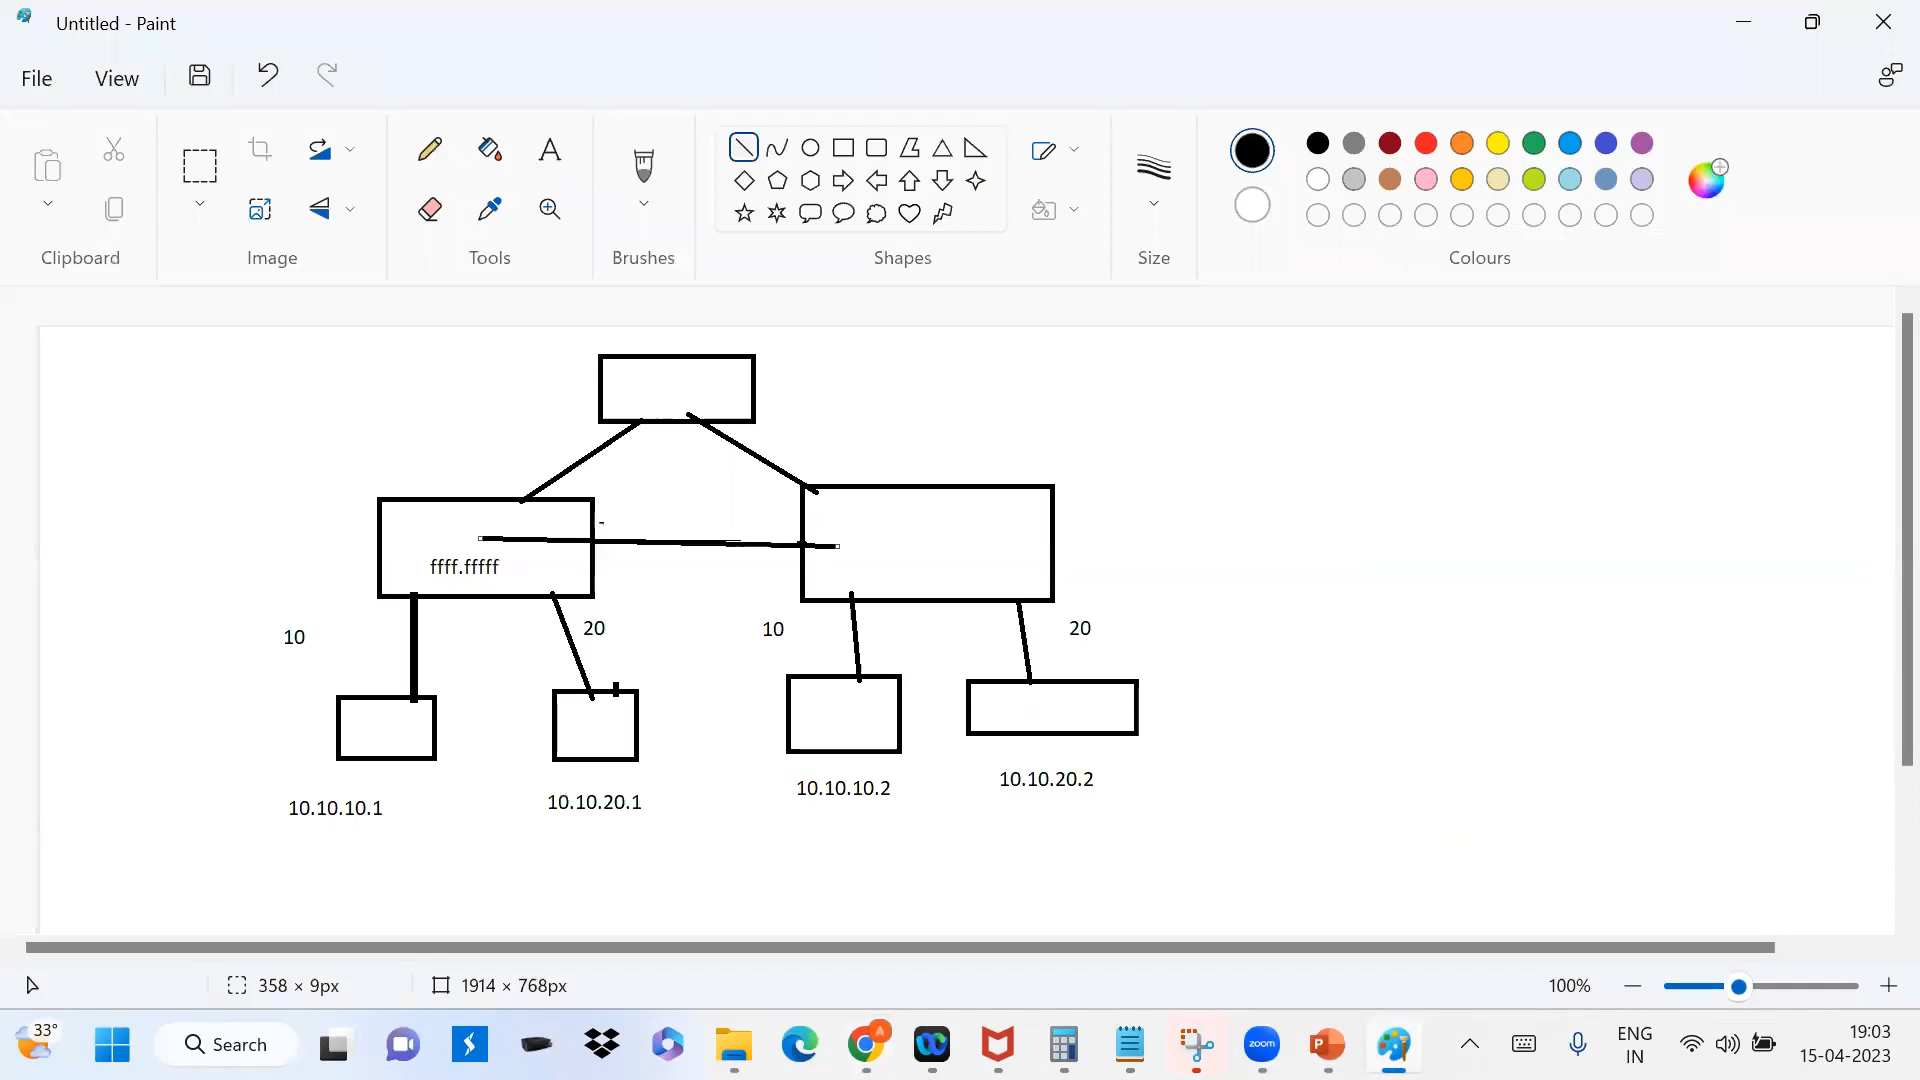 Untitled - Paint
File View
Clipboard Image Tools Brushes Shapes Size Colours
ffff.fffff
-
10 20 10 20
10.10.10.1 10.10.20.1 10.10.10.2 10.10.20.2
358 × 9px 1914 × 768px 100%
33° Search A zoom P ENG 19:03
IN 15-04-2023